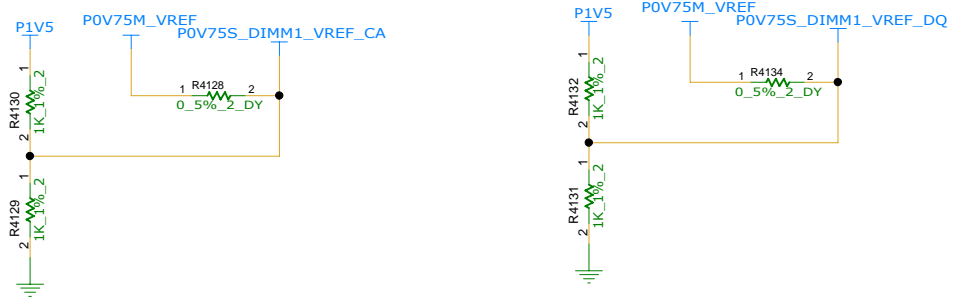 P1V5
P0V75M_VREF
P0V75S_DIMM1_VREF_CA
1
R4130
1K_1%_2
2
1
R4128
2
0_5%_2_DY
1
R4129
1K_1%_2
2
P1V5
P0V75M_VREF
P0V75S_DIMM1_VREF_DQ
1
R4132
1K_1%_2
2
1
R4134
2
0_5%_2_DY
1
R4131
1K_1%_2
2